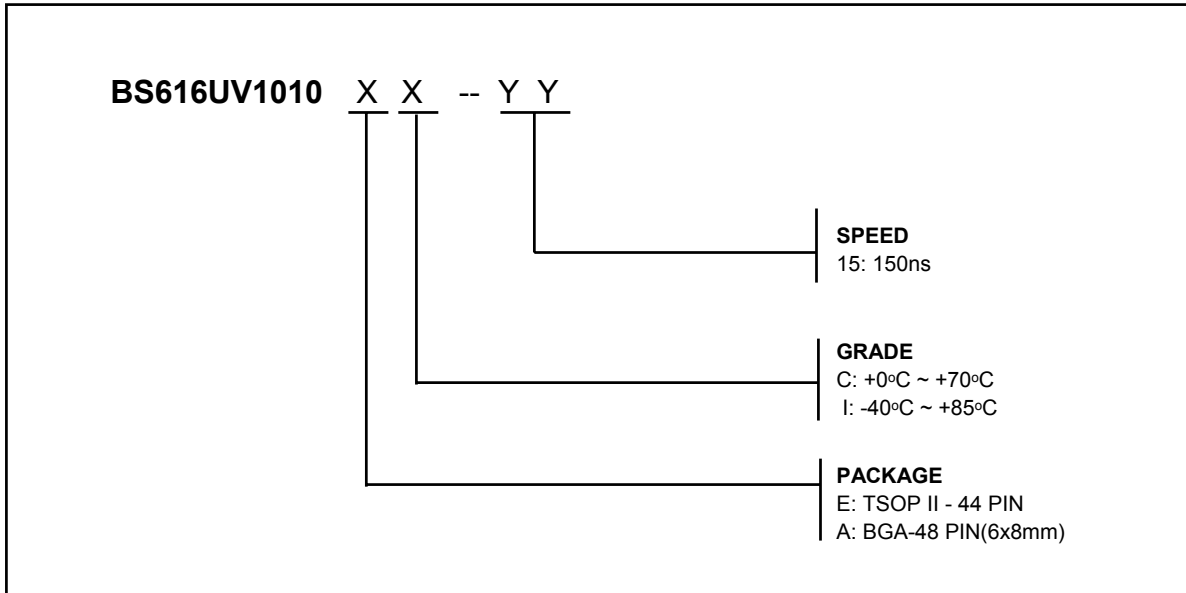 BS616UV1010 X X -- Y Y
SPEED
15: 150ns
GRADE
C: +0oC ~ +70oC
I: -40oC ~ +85oC
PACKAGE
E: TSOP II - 44 PIN
A: BGA-48 PIN(6x8mm)